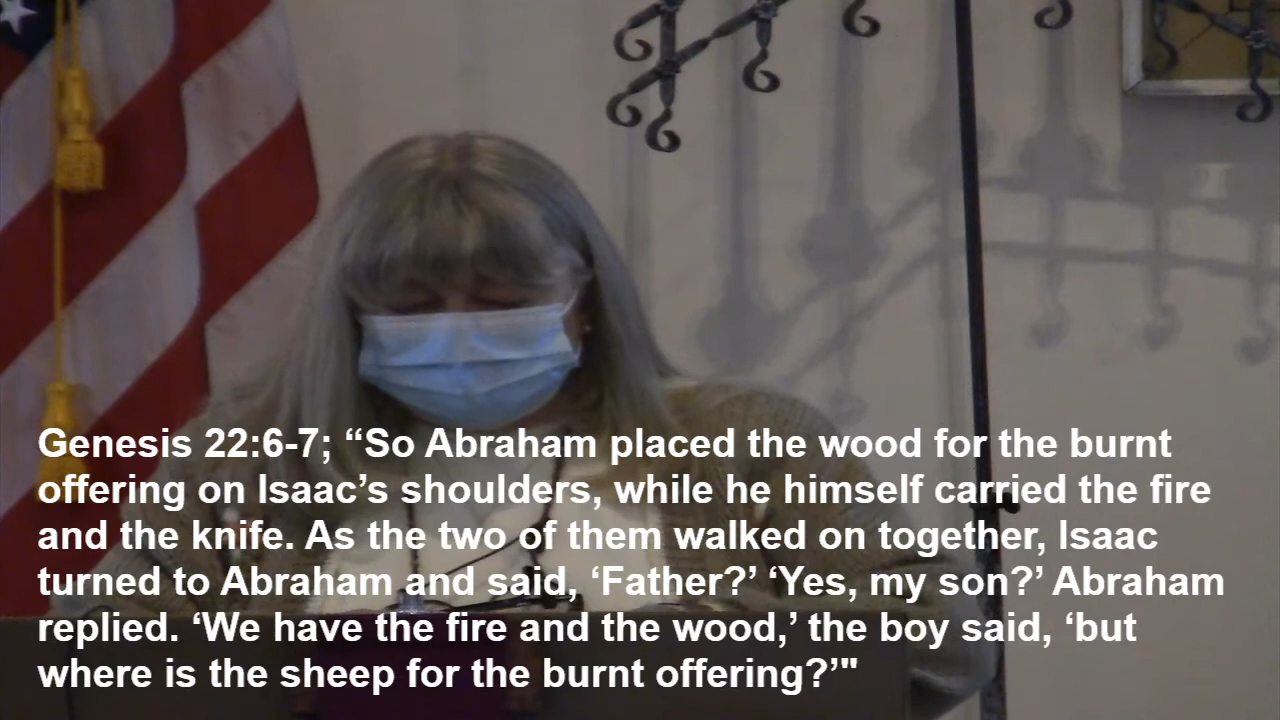 Genesis 22:6-7; “So Abraham placed the wood for the burnt
offering on Isaac’s shoulders, while he himself carried the fire
and the knife. As the two of them walked on together, Isaac
turned to Abraham and said, ‘Father?’ ‘Yes, my son?’ Abraham
replied. ‘We have the fire and the wood,’ the boy said, ‘but
where is the sheep for the burnt offering?’"